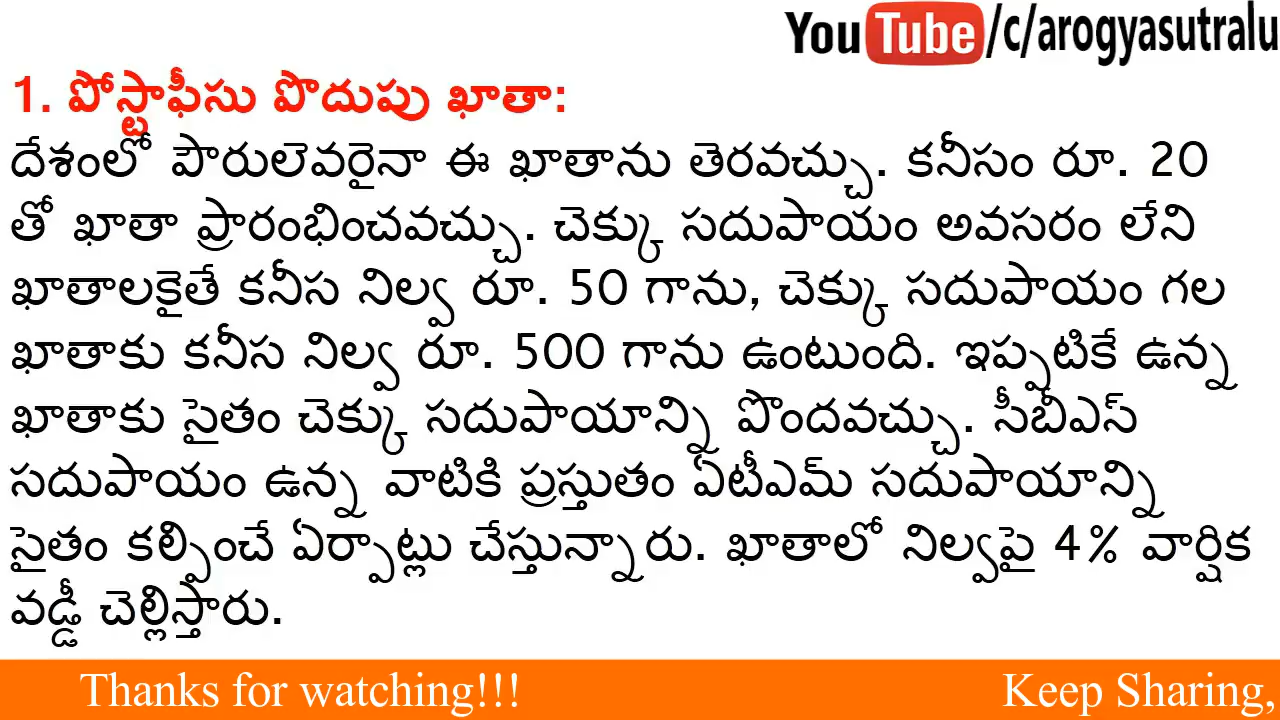 YouTube/c/arogyasutralu
1. పోస్టాఫీసు పొదుపు ఖాతా:
దేశంలో పౌరులెవరైనా ఈ ఖాతాను తెరవచ్చు. కనీసం రూ. 20
తో ఖాతా ప్రారంభించవచ్చు. చెక్కు సదుపాయం అవసరం లేని
ఖాతాలకైతే కనీస నిల్వ రూ. 50 గాను, చెక్కు సదుపాయం గల
ఖాతాకు కనీస నిల్వ రూ. 500 గాను ఉంటుంది. ఇప్పటికే ఉన్న
ఖాతాకు సైతం చెక్కు సదుపాయాన్ని పొందవచ్చు. సీబీఎస్
సదుపాయం ఉన్న వాటికి ప్రస్తుతం ఏటీఎమ్ సదుపాయాన్ని
సైతం కల్పించే ఏర్పాట్లు చేస్తున్నారు. ఖాతాలో నిల్వపై 4% వార్షిక
వడ్డీ చెల్లిస్తారు.
Thanks for watching!!! Keep Sharing,